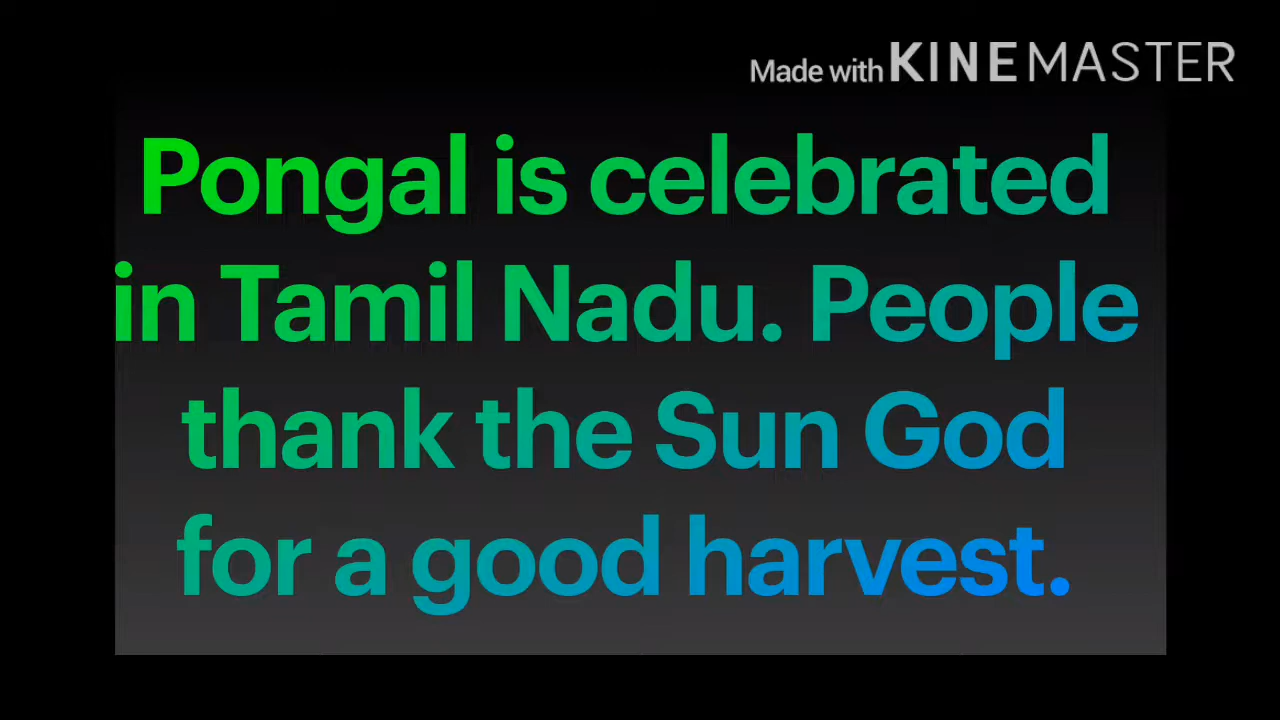 Made with KINEMASTER
Pongal is celebrated
in Tamil Nadu. People
thank the Sun God
for a good harvest.